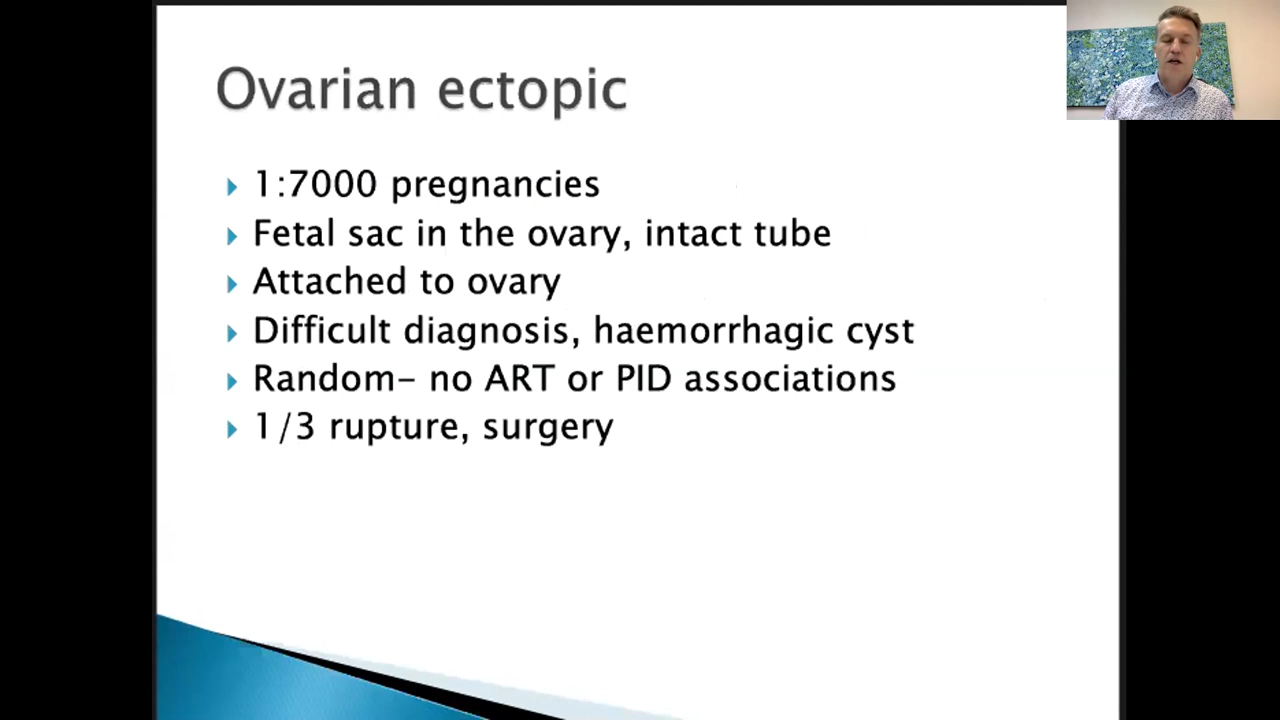 Ovarian ectopic
1:7000 pregnancies
Fetal sac in the ovary, intact tube
Attached to ovary
Difficult diagnosis, haemorrhagic cyst
Random- no ART or PID associations
1/3 rupture, surgery